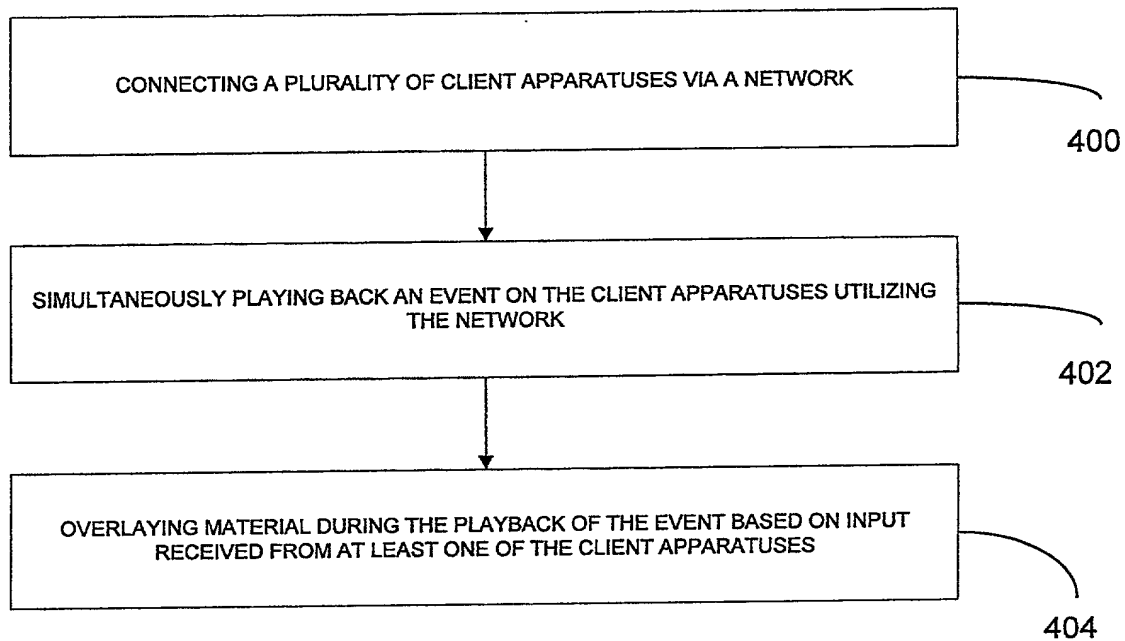 CONNECTING A PLURALITY OF CLIENT APPARATUSES VIA A NETWORK
400
SIMULTANEOUSLY PLAYING BACK AN EVENT ON THE CLIENT APPARATUSES UTILIZING
THE NETWORK
402
OVERLAYING MATERIAL DURING THE PLAYBACK OF THE EVENT BASED ON INPUT
RECEIVED FROM AT LEAST ONE OF THE CLIENT APPARATUSES
404